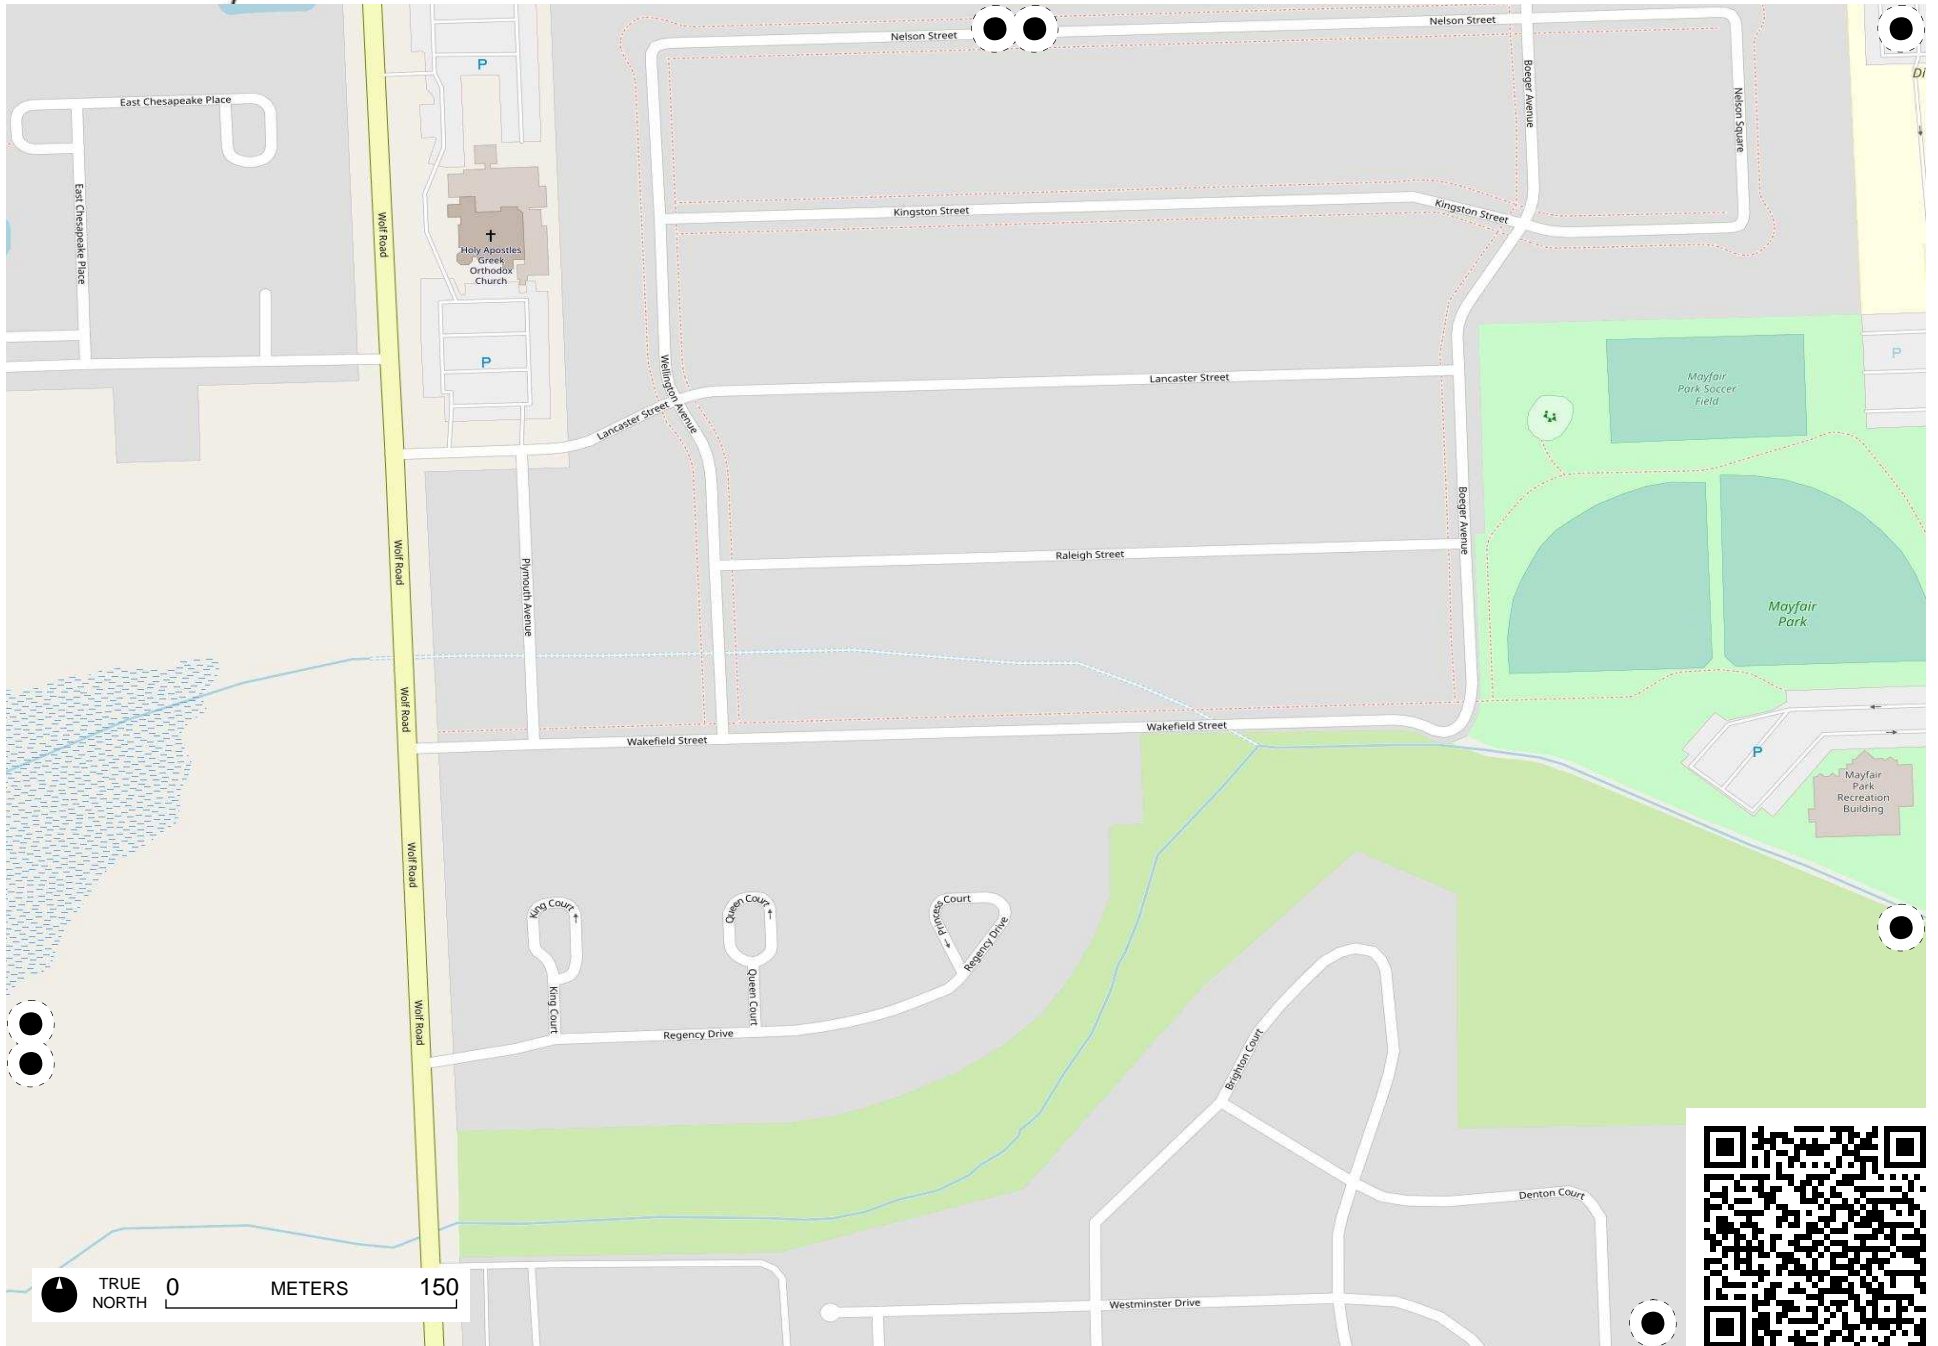 Nelson Street
Nelson Street
Di
East Chesapeake Place
Boeger Avenue
Nelson Square
P
East Chesapeake Place
Wolf Road
Kingston Street
Kingston Street
Holy Apostles
Greek
Orthodox
Church
P
Wellington Avenue
Lancaster Street
Lancaster Street
Mayfair
Park Soccer
Field
P
Wolf Road
Plymouth Avenue
Raleigh Street
Boeger Avenue
Mayfair
Park
Wolf Road
Wakefield Street
Wakefield Street
P
Mayfair
Park
Recreation
Building
Wolf Road
King Court
Queen Court
Princess Court
Regency Drive
King Court
Queen Court
Wolf Road
Regency Drive
Brighton Court
Denton Court
Westminster Drive
TRUE
NORTH
0 METERS 150